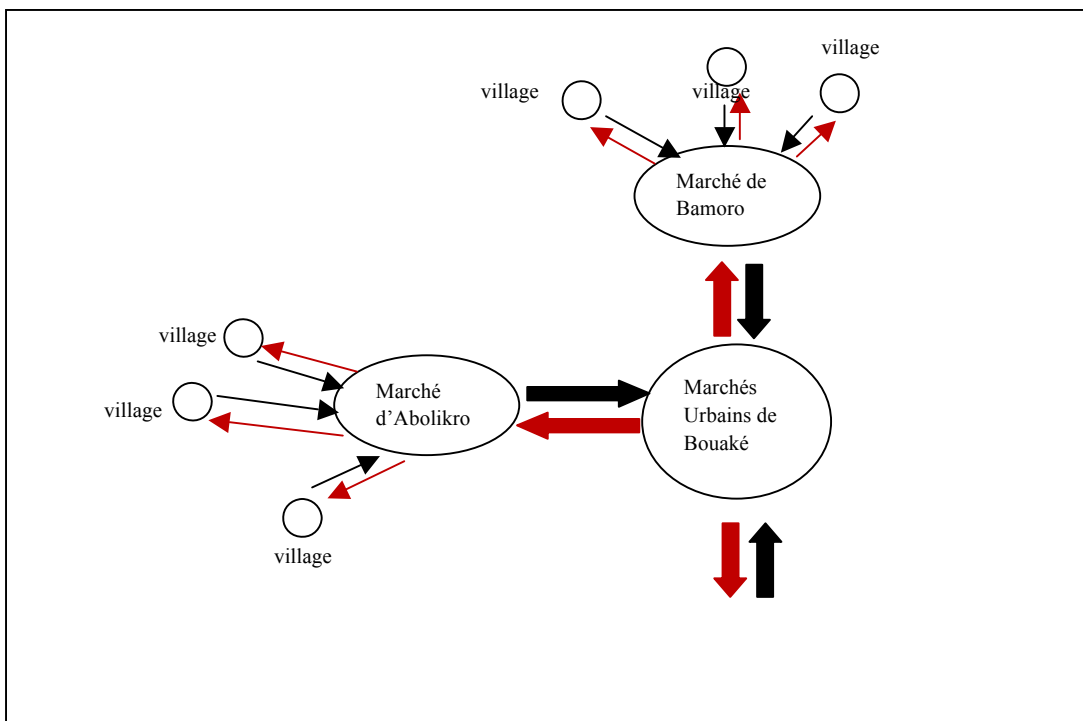 village
village
village
Marché de
Bamoro
village
village
village
Marché
d’Abolikro
Marchés
Urbains de
Bouaké